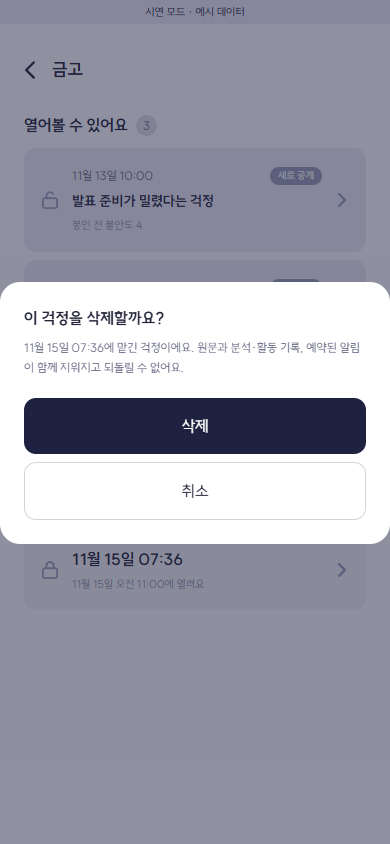 시연 모드 · 예시 데이터
금고
열어볼 수 있어요 3
11월 13일 10:00
새로 공개
발표 준비가 밀렸다는 걱정
봉인 전 불안도 4
이 걱정을 삭제할까요?
11월 15일 07:36에 맡긴 걱정이에요. 원문과 분석·활동 기록, 예약된 알림
이 함께 지워지고 되돌릴 수 없어요.
삭제
취소
11월 15일 07:36
11월 15일 오전 11:00에 열려요